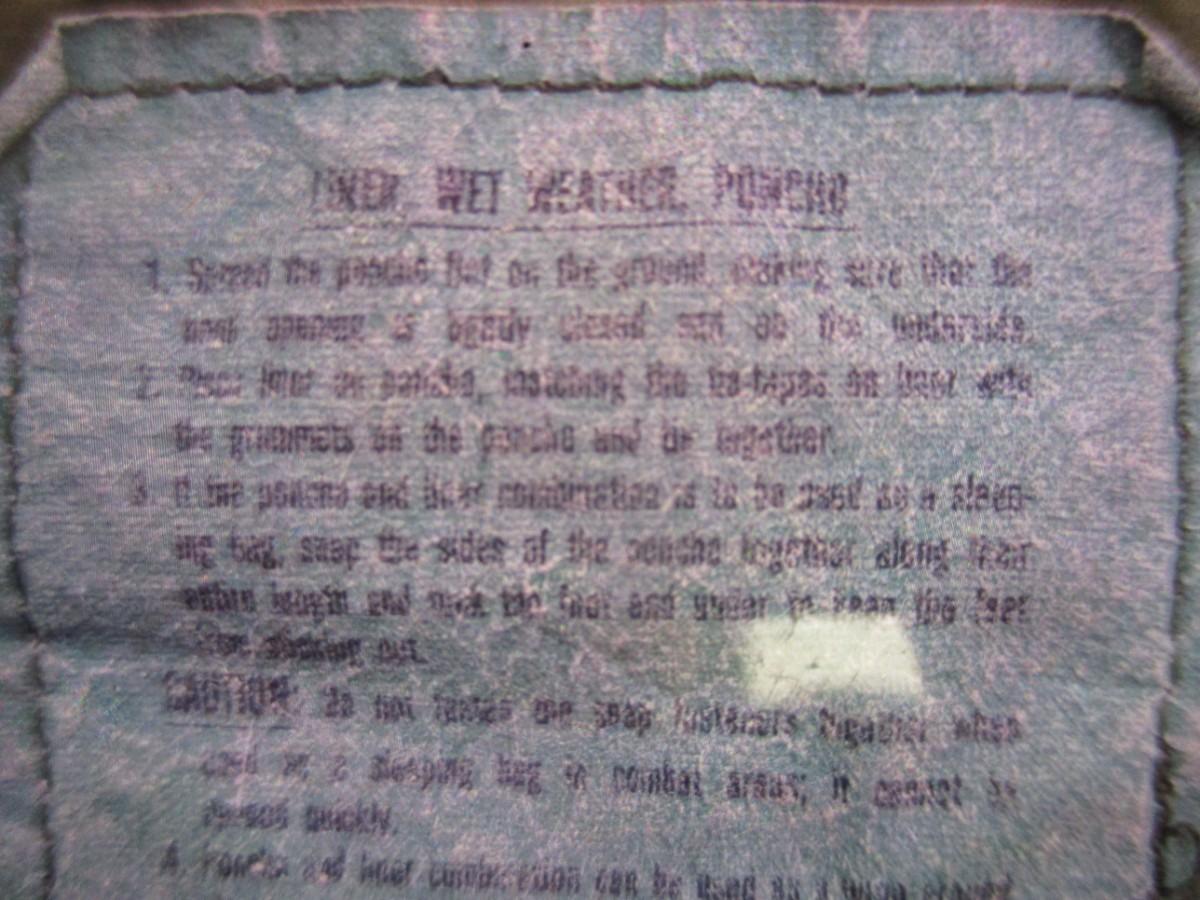 LINER, WET WEATHER, PONCHO
1. Spread the poncho flat on the ground, making sure that the
hood opening is tightly closed and on the underside.
2. Place liner on poncho, matching the tie-tapes on liner with
the grommets on the poncho and tie together.
3. If the poncho and liner combination is to be used as a sleep-
ing bag, snap the sides of the poncho together along their
entire length and tuck the foot end under to keep the feet
from sticking out.
CAUTION: do not fasten the snap fasteners together when
used as a sleeping bag in combat areas; it cannot be
opened quickly.
4. Poncho and liner combination can be used as a